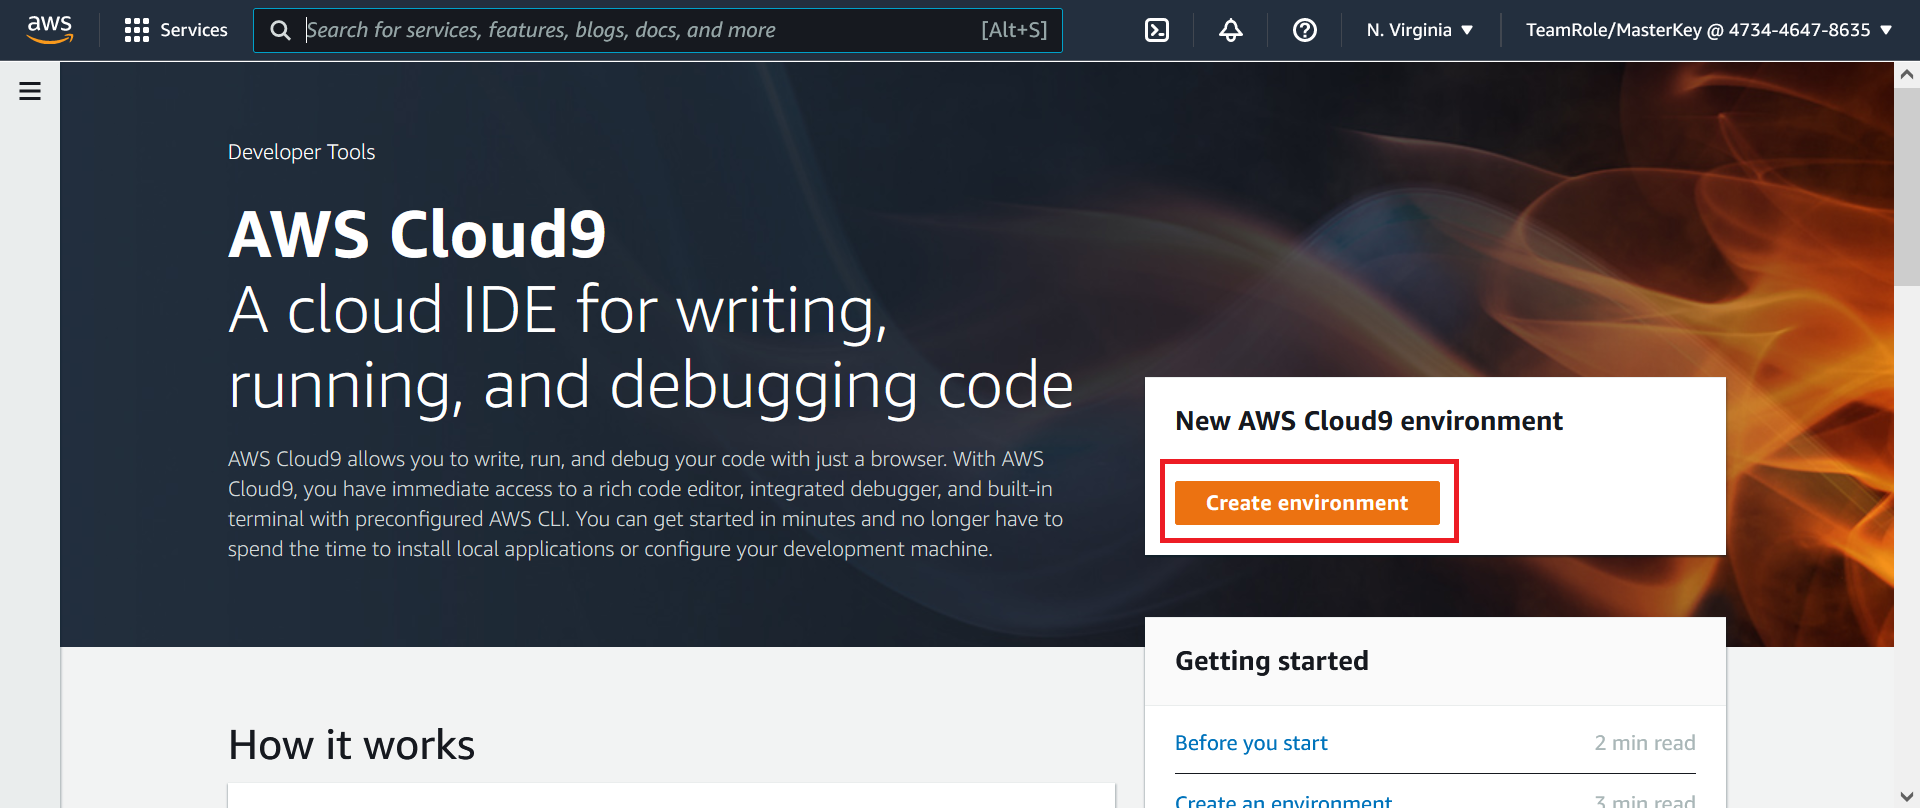 aws
Services
Search for services, features, blogs, docs, and more
[Alt+S]
N. Virginia
TeamRole/MasterKey @ 4734-4647-8635
Developer Tools
AWS Cloud9
A cloud IDE for writing,
running, and debugging code
AWS Cloud9 allows you to write, run, and debug your code with just a browser. With AWS
Cloud9, you have immediate access to a rich code editor, integrated debugger, and built-in
terminal with preconfigured AWS CLI. You can get started in minutes and no longer have to
spend the time to install local applications or configure your development machine.
New AWS Cloud9 environment
Create environment
Getting started
Before you start
2 min read
Create an environment
3 min read
How it works